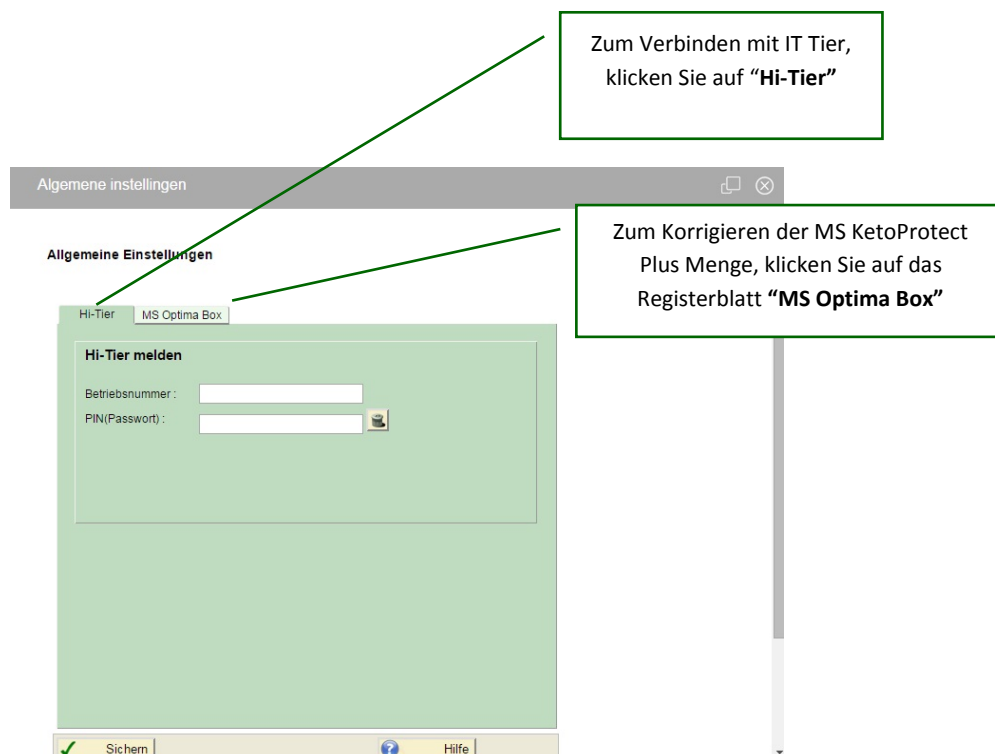 Zum Verbinden mit IT Tier,
klicken Sie auf “Hi-Tier”
Algemene instellingen
Zum Korrigieren der MS KetoProtect
Plus Menge, klicken Sie auf das
Registerblatt “MS Optima Box”
Allgemeine Einstellungen
Hi-Tier MS Optima Box
Hi-Tier melden
Betriebsnummer :
PIN(Passwort) :
Sichern Hilfe